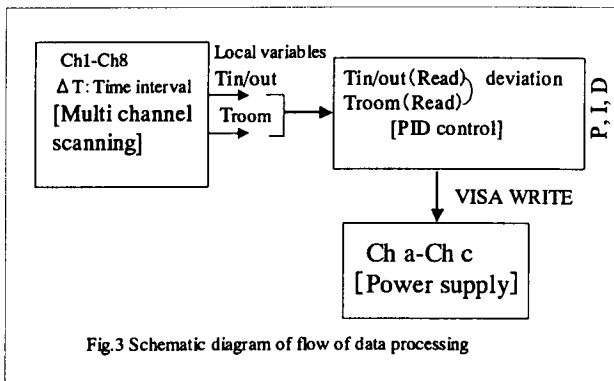 Ch1-Ch8
ΔT: Time interval
[Multi channel
scanning]
Local variables
Tin/out
Troom
Tin/out(Read) deviation
Troom(Read)
[PID control]
P, I, D
VISA WRITE
Ch a-Ch c
[Power supply]
Fig.3 Schematic diagram of flow of data processing